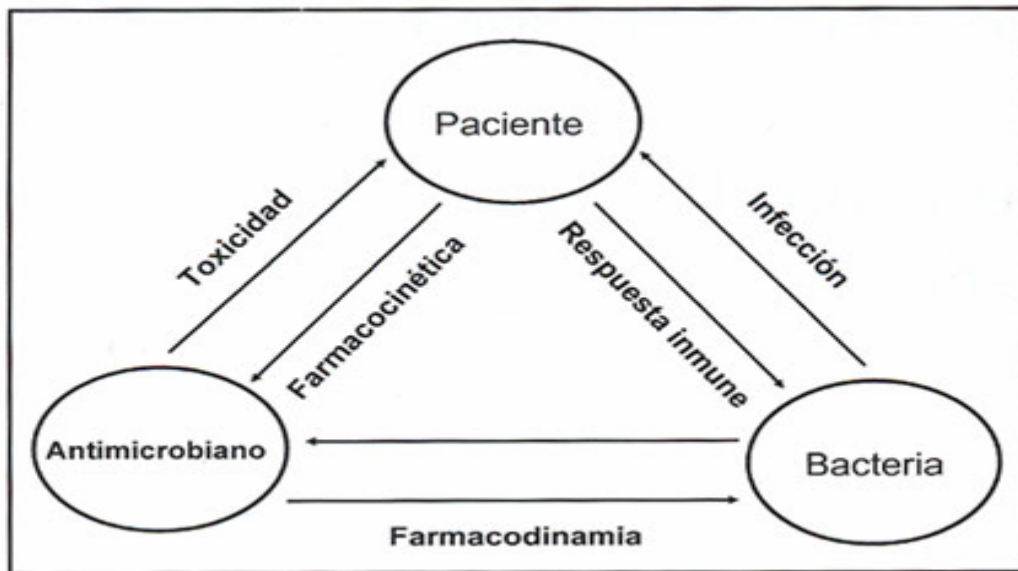 Paciente
Toxicidad
Farmacocinética
Respuesta inmune
Infección
Antimicrobiano
Bacteria
Farmacodinamia